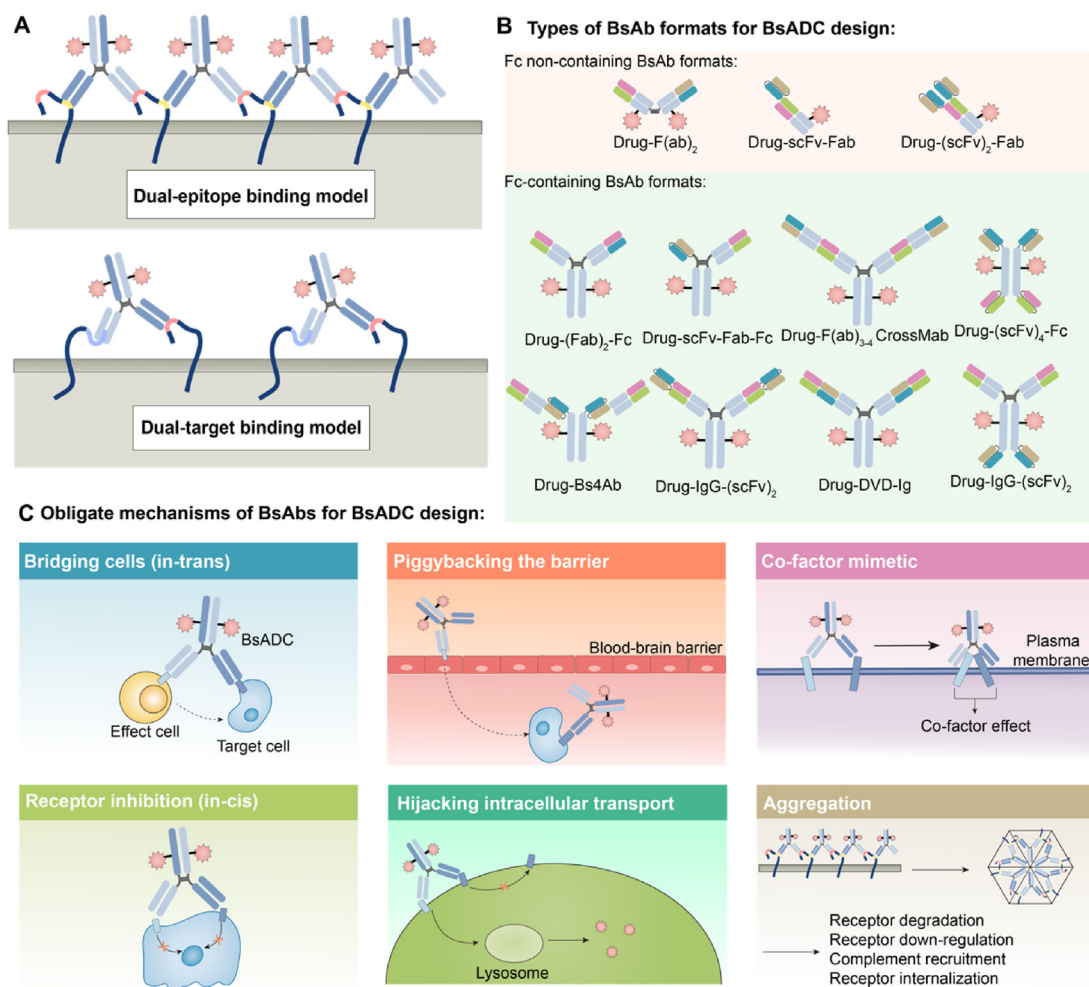 A
Dual-epitope binding model
Dual-target binding model
B Types of BsAb formats for BsADC design:
Fc non-containing BsAb formats:
Drug-F(ab)2
Drug-scFv-Fab
Drug-(scFv)2-Fab
Fc-containing BsAb formats:
Drug-(Fab)2-Fc
Drug-scFv-Fab-Fc
Drug-F(ab)3-4 CrossMab
Drug-(scFv)4-Fc
Drug-Bs4Ab
Drug-IgG-(scFv)2
Drug-DVD-Ig
Drug-IgG-(scFv)2
C Obligate mechanisms of BsAbs for BsADC design:
Bridging cells (in-trans)
BsADC
Effect cell
Target cell
Piggybacking the barrier
Blood-brain barrier
Co-factor mimetic
Plasma
membrane
Co-factor effect
Receptor inhibition (in-cis)
Hijacking intracellular transport
Lysosome
Aggregation
Receptor degradation
Receptor down-regulation
Complement recruitment
Receptor internalization